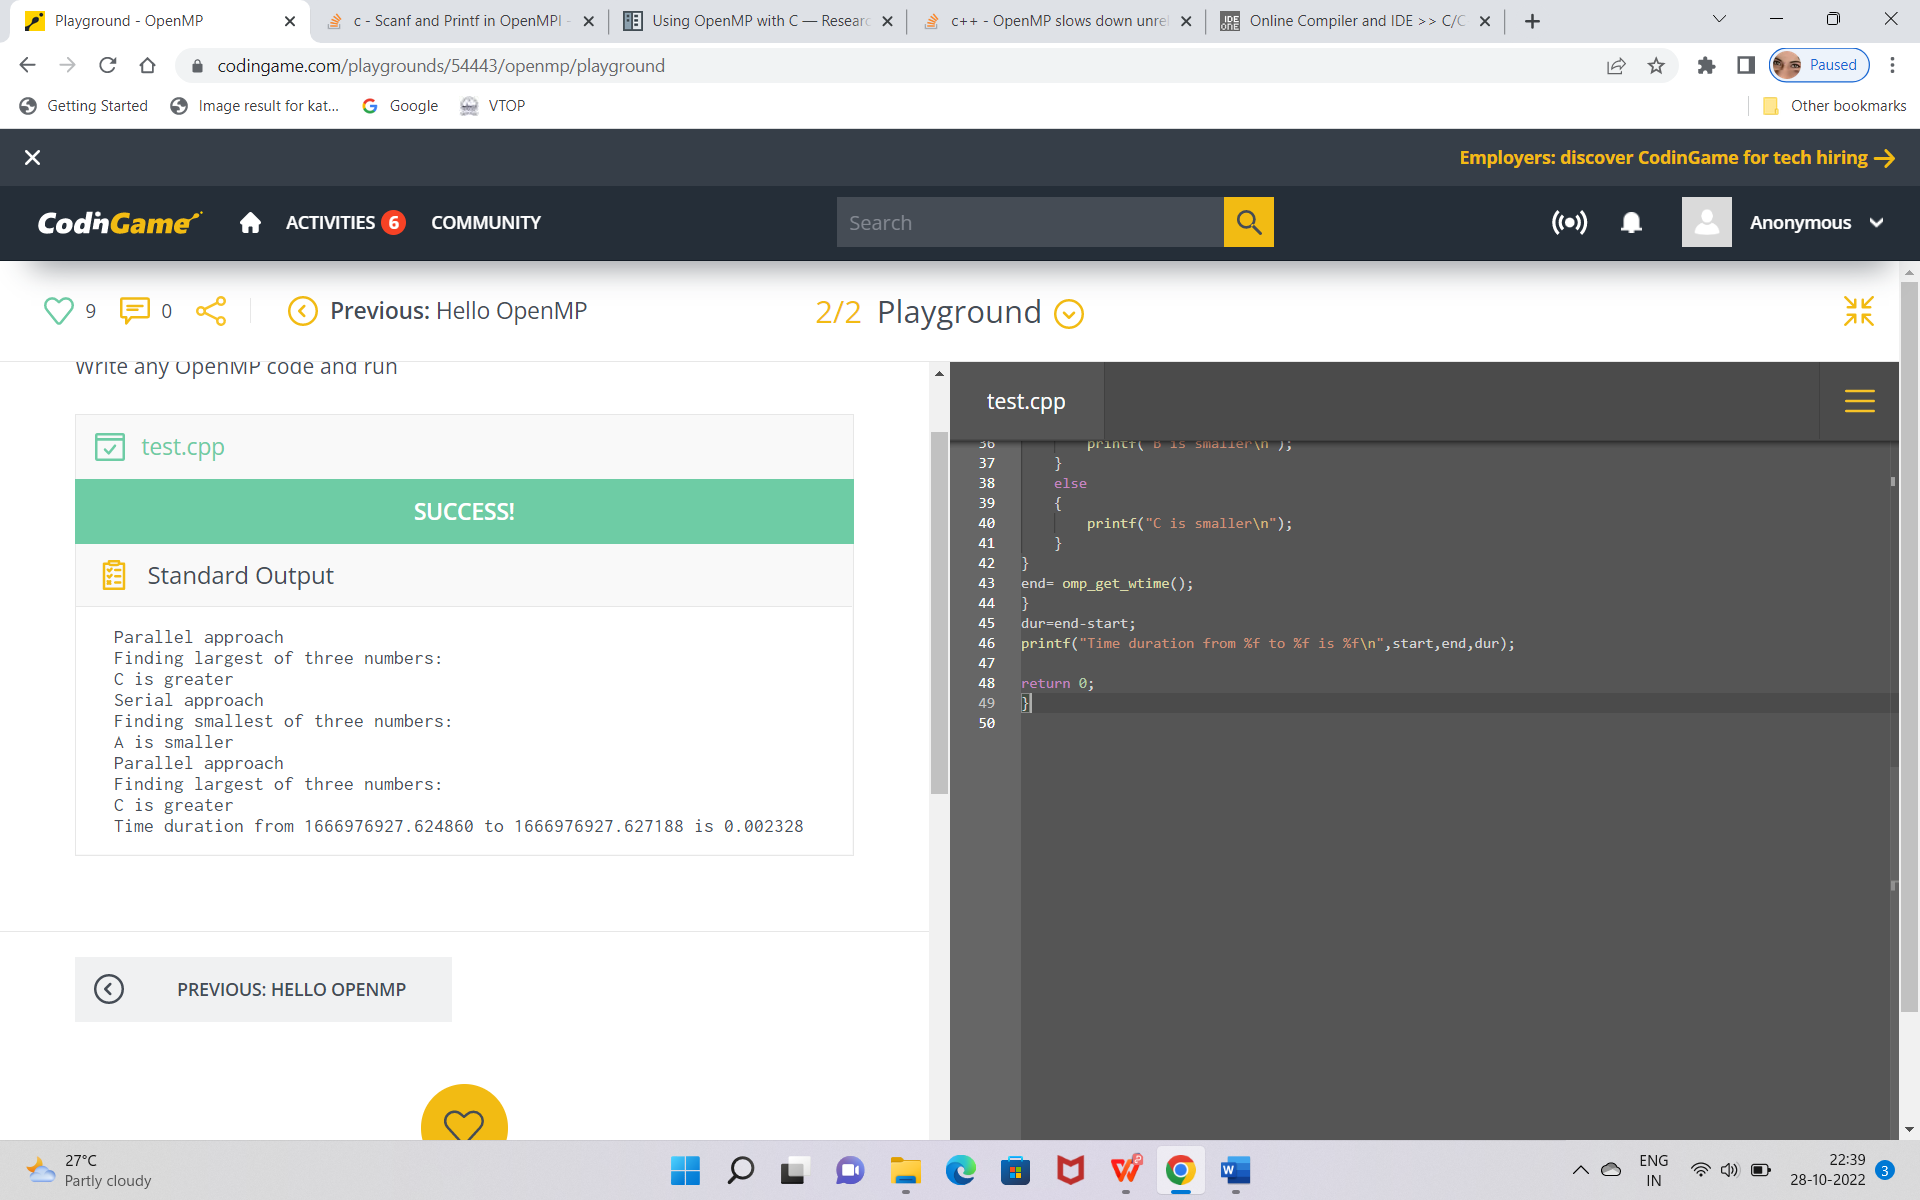 Playground - OpenMP
c - Scanf and Printf in OpenMPI -
Using OpenMP with C — Researc
c++ - OpenMP slows down unrel
Online Compiler and IDE >> C/C
codingame.com/playgrounds/54443/openmp/playground
Paused
Getting Started
Image result for kat...
Google
VTOP
Other bookmarks
Employers: discover CodinGame for tech hiring
CodinGame
ACTIVITIES 6
COMMUNITY
Search
Anonymous
9
0
Previous: Hello OpenMP
2/2 Playground
Write any OpenMP code and run
test.cpp
SUCCESS!
Standard Output
Parallel approach
Finding largest of three numbers:
C is greater
Serial approach
Finding smallest of three numbers:
A is smaller
Parallel approach
Finding largest of three numbers:
C is greater
Time duration from 1666976927.624860 to 1666976927.627188 is 0.002328
PREVIOUS: HELLO OPENMP
test.cpp
36 printf("B is smaller\n");
37 }
38 else
39 {
40 printf("C is smaller\n");
41 }
42 }
43 end= omp_get_wtime();
44 }
45 dur=end-start;
46 printf("Time duration from %f to %f is %f\n",start,end,dur);
47
48 return 0;
49 }
50
27°C
Partly cloudy
ENG
IN
22:39
28-10-2022
3